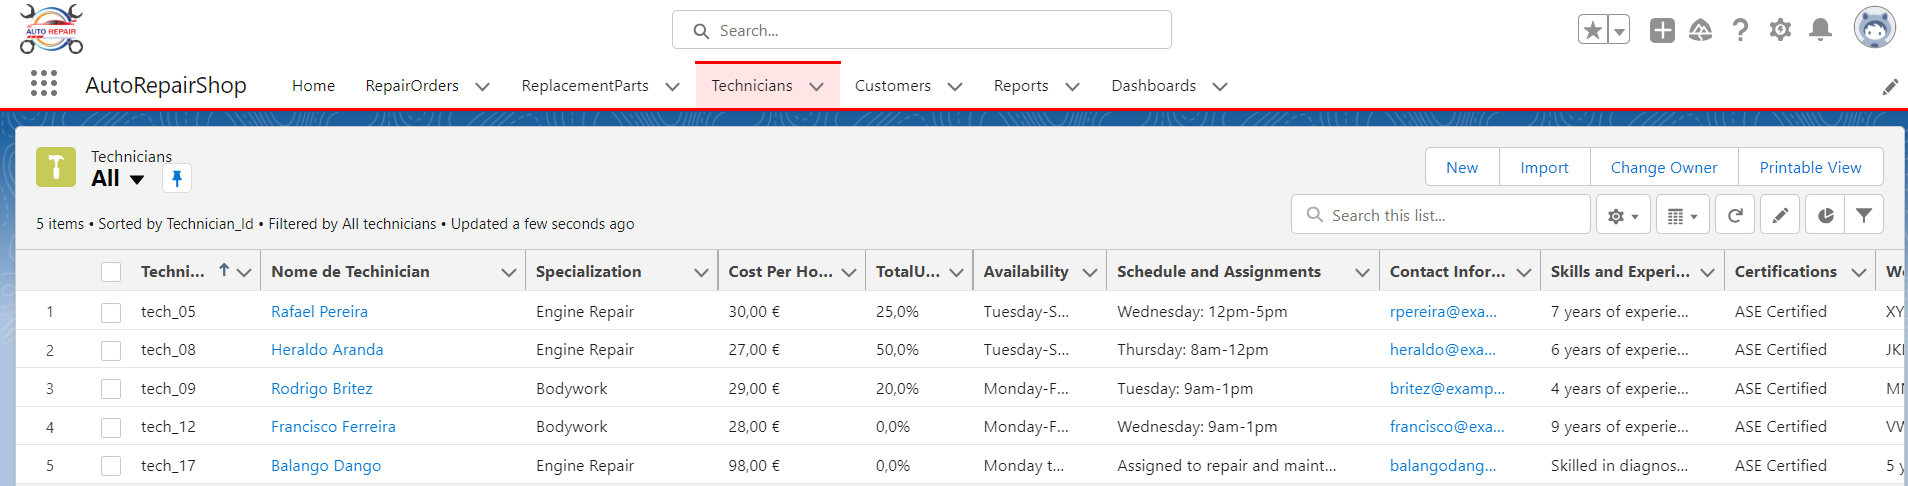 AUTO REPAIR
Search...
AutoRepairShop Home RepairOrders ReplacementParts Technicians Customers Reports Dashboards
Technicians
All
New Import Change Owner Printable View
5 items • Sorted by Technician_Id • Filtered by All technicians • Updated a few seconds ago
Search this list...
Techni... Nome de Techinician Specialization Cost Per Ho... TotalU... Availability Schedule and Assignments Contact Infor... Skills and Experi... Certifications We
1 tech_05 Rafael Pereira Engine Repair 30,00 € 25,0% Tuesday-S... Wednesday: 12pm-5pm rpereira@exa... 7 years of experie... ASE Certified XY
2 tech_08 Heraldo Aranda Engine Repair 27,00 € 50,0% Tuesday-S... Thursday: 8am-12pm heraldo@exa... 6 years of experie... ASE Certified
3 tech_09 Rodrigo Britez Bodywork 29,00 € 20,0% Monday-F... Tuesday: 9am-1pm britez@examp... 4 years of experie... ASE Certified
4 tech_12 Francisco Ferreira Bodywork 28,00 € 0,0% Monday-F... Wednesday: 9am-1pm francisco@exa... 9 years of experie... ASE Certified
5 tech_17 Balango Dango Engine Repair 98,00 € 0,0% Monday t... Assigned to repair and maint... balangodang... Skilled in diagnos... ASE Certified 5 y